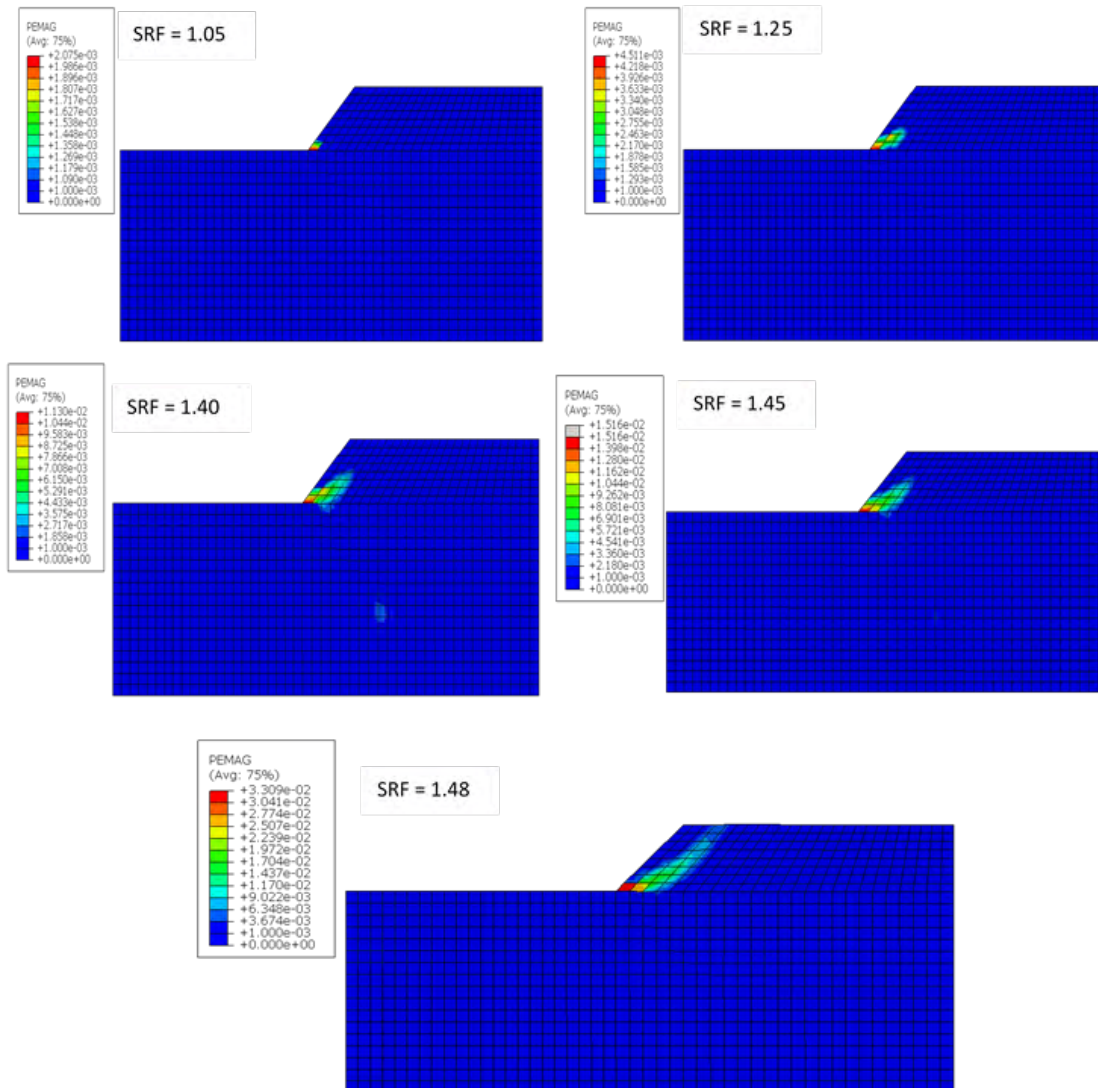 PEMAG
(Avg: 75%)
+2.075e-03
+1.986e-03
+1.896e-03
+1.807e-03
+1.717e-03
+1.627e-03
+1.538e-03
+1.448e-03
+1.358e-03
+1.269e-03
+1.179e-03
+1.090e-03
+1.000e-03
+0.000e+00
SRF = 1.05
PEMAG
(Avg: 75%)
+4.511e-03
+4.218e-03
+3.926e-03
+3.633e-03
+3.340e-03
+3.048e-03
+2.755e-03
+2.463e-03
+2.170e-03
+1.878e-03
+1.585e-03
+1.293e-03
+1.000e-03
+0.000e+00
SRF = 1.25
PEMAG
(Avg: 75%)
+1.130e-02
+1.044e-02
+9.583e-03
+8.725e-03
+7.866e-03
+7.008e-03
+6.150e-03
+5.291e-03
+4.433e-03
+3.575e-03
+2.717e-03
+1.858e-03
+1.000e-03
+0.000e+00
SRF = 1.40
PEMAG
(Avg: 75%)
+1.516e-02
+1.516e-02
+1.398e-02
+1.280e-02
+1.162e-02
+1.044e-02
+9.262e-03
+8.081e-03
+6.901e-03
+5.721e-03
+4.541e-03
+3.360e-03
+2.180e-03
+1.000e-03
+0.000e+00
SRF = 1.45
PEMAG
(Avg: 75%)
+3.309e-02
+3.041e-02
+2.774e-02
+2.507e-02
+2.239e-02
+1.972e-02
+1.704e-02
+1.437e-02
+1.170e-02
+9.022e-03
+6.348e-03
+3.674e-03
+1.000e-03
+0.000e+00
SRF = 1.48